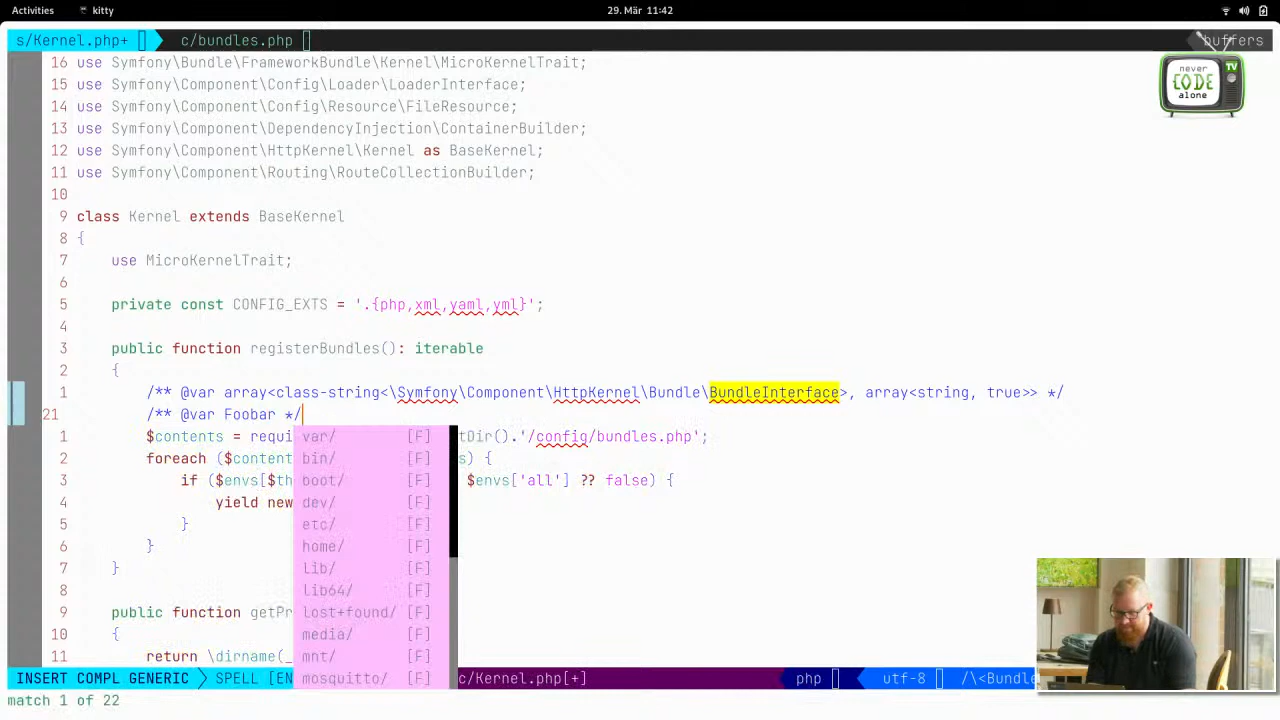 Activities kitty 29. Mär 11:42
s/Kernel.php+ c/bundles.php buffers
never CODE alone TV
16 use Symfony\Bundle\FrameworkBundle\Kernel\MicroKernelTrait;
15 use Symfony\Component\Config\Loader\LoaderInterface;
14 use Symfony\Component\Config\Resource\FileResource;
13 use Symfony\Component\DependencyInjection\ContainerBuilder;
12 use Symfony\Component\HttpKernel\Kernel as BaseKernel;
11 use Symfony\Component\Routing\RouteCollectionBuilder;
10
9 class Kernel extends BaseKernel
8 {
7 use MicroKernelTrait;
6
5 private const CONFIG_EXTS = '.{php,xml,yaml,yml}';
4
3 public function registerBundles(): iterable
2 {
1 /** @var array<class-string<\Symfony\Component\HttpKernel\Bundle\BundleInterface>, array<string, true>> */
21 /** @var Foobar */
1 $contents = requi var/ [F] tDir().'/config/bundles.php';
2 foreach ($content bin/ [F] s) {
3 if ($envs[$th boot/ [F] $envs['all'] ?? false) {
4 yield new dev/ [F]
5 } etc/ [F]
6 } home/ [F]
7 } lib/ [F]
8 lib64/ [F]
9 public function getPr lost+found/ [F]
10 { media/ [F]
11 return \dirname(_ mnt/ [F]
INSERT COMPL GENERIC SPELL [EN mosquitto/ [F] c/Kernel.php[+] php utf-8 /\<Bundle
match 1 of 22